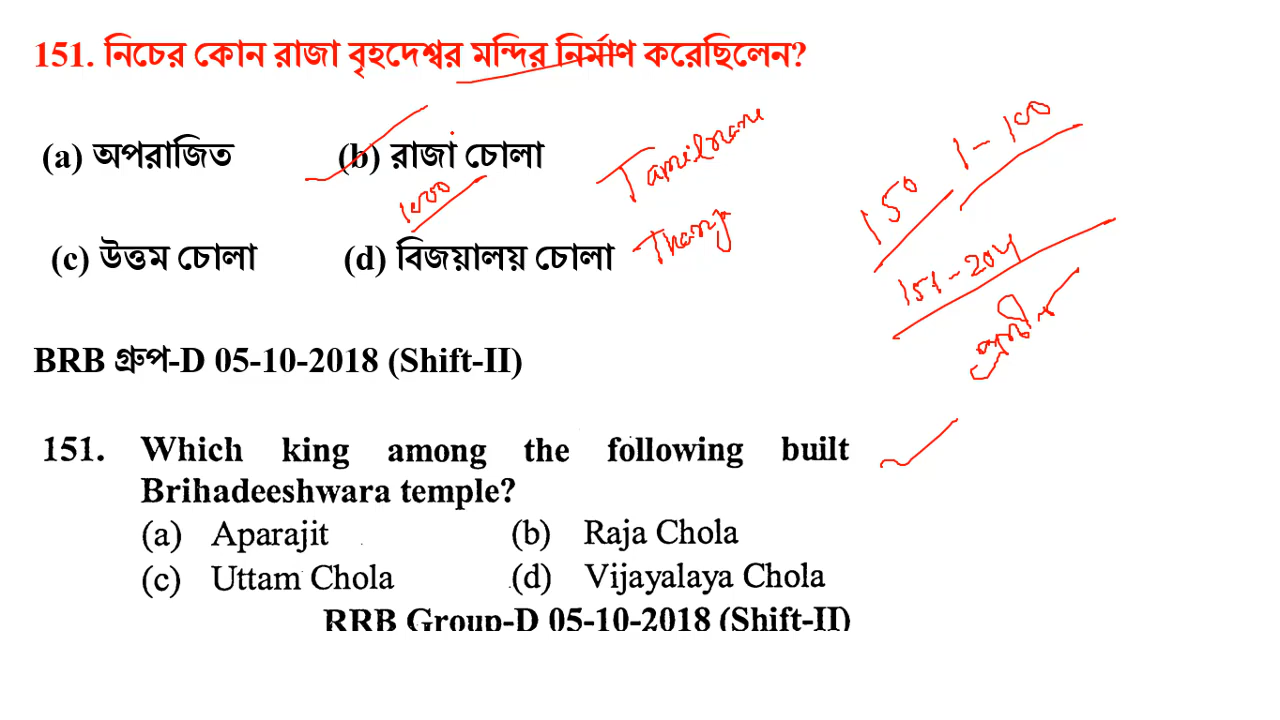 151. নিচের কোন রাজা বৃহদেশ্বর মন্দির নির্মাণ করেছিলেন?
(a) অপরাজিত (b) রাজা চোলা
1000
(c) উত্তম চোলা (d) বিজয়ালয় চোলা
Tamilnanu
Thanj
150 1-100
151-204
BRB গ্রুপ-D 05-10-2018 (Shift-II)
151. Which king among the following built
Brihadeeshwara temple?
(a) Aparajit (b) Raja Chola
(c) Uttam Chola (d) Vijayalaya Chola
RRB Group-D 05-10-2018 (Shift-II)